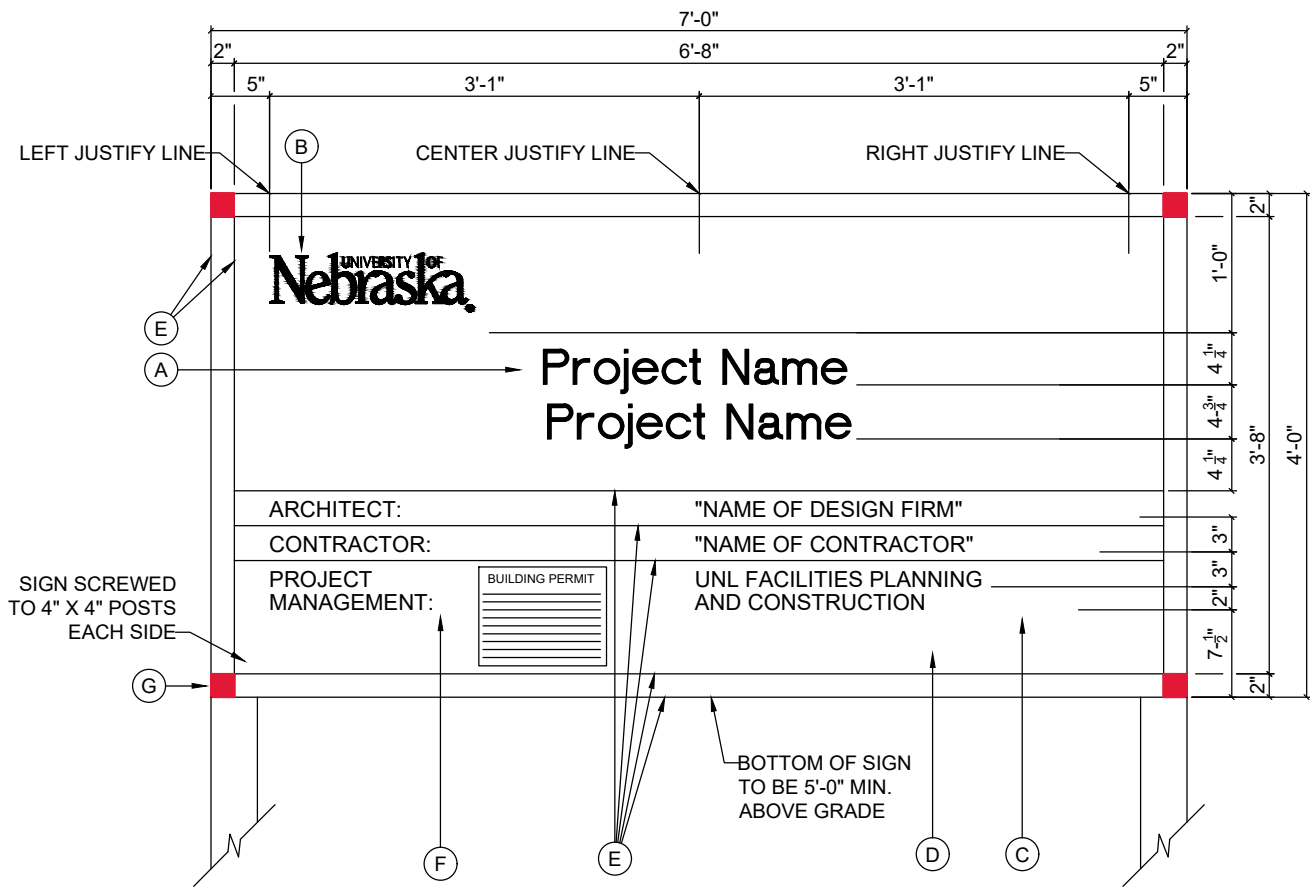 7'-0"
2" 6'-8" 2"
5" 3'-1" 3'-1" 5"
LEFT JUSTIFY LINE
B
CENTER JUSTIFY LINE
RIGHT JUSTIFY LINE
2"
UNIVERSITY OF
Nebraska
1'-0"
E
A
Project Name
4 1/4"
Project Name
4-3/4"
3'-8"
4'-0"
4 1/4"
ARCHITECT: "NAME OF DESIGN FIRM"
3"
CONTRACTOR: "NAME OF CONTRACTOR"
3"
PROJECT
MANAGEMENT:
BUILDING PERMIT
UNL FACILITIES PLANNING
AND CONSTRUCTION
2"
SIGN SCREWED
TO 4" X 4" POSTS
EACH SIDE
7-1/2"
G
2"
BOTTOM OF SIGN
TO BE 5'-0" MIN.
ABOVE GRADE
F
E
D
C